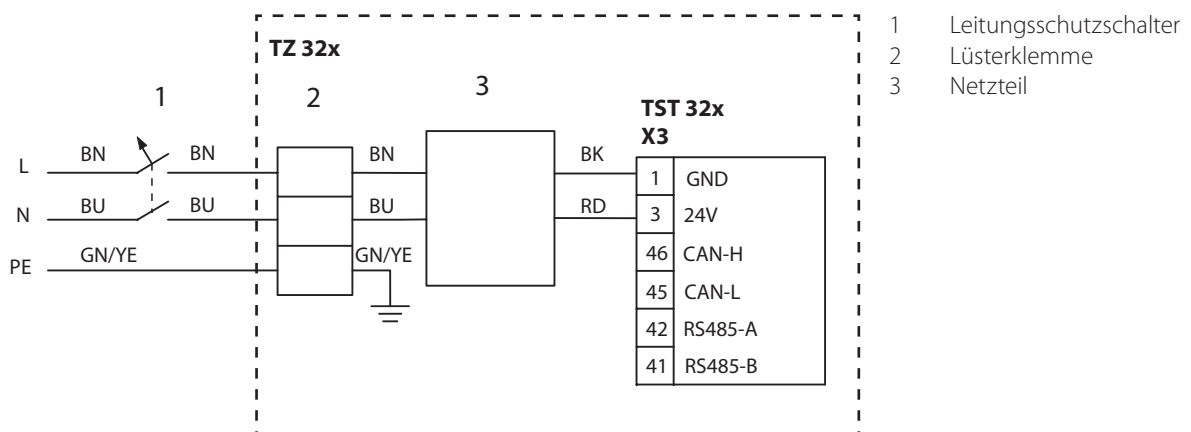 TZ 32x
1 2 3
TST 32x
X3
L BN BN BN BK 1 GND
N BU BU BU RD 3 24V
PE GN/YE GN/YE 46 CAN-H
45 CAN-L
42 RS485-A
41 RS485-B
1 Leitungsschutzschalter
2 Lüsterklemme
3 Netzteil